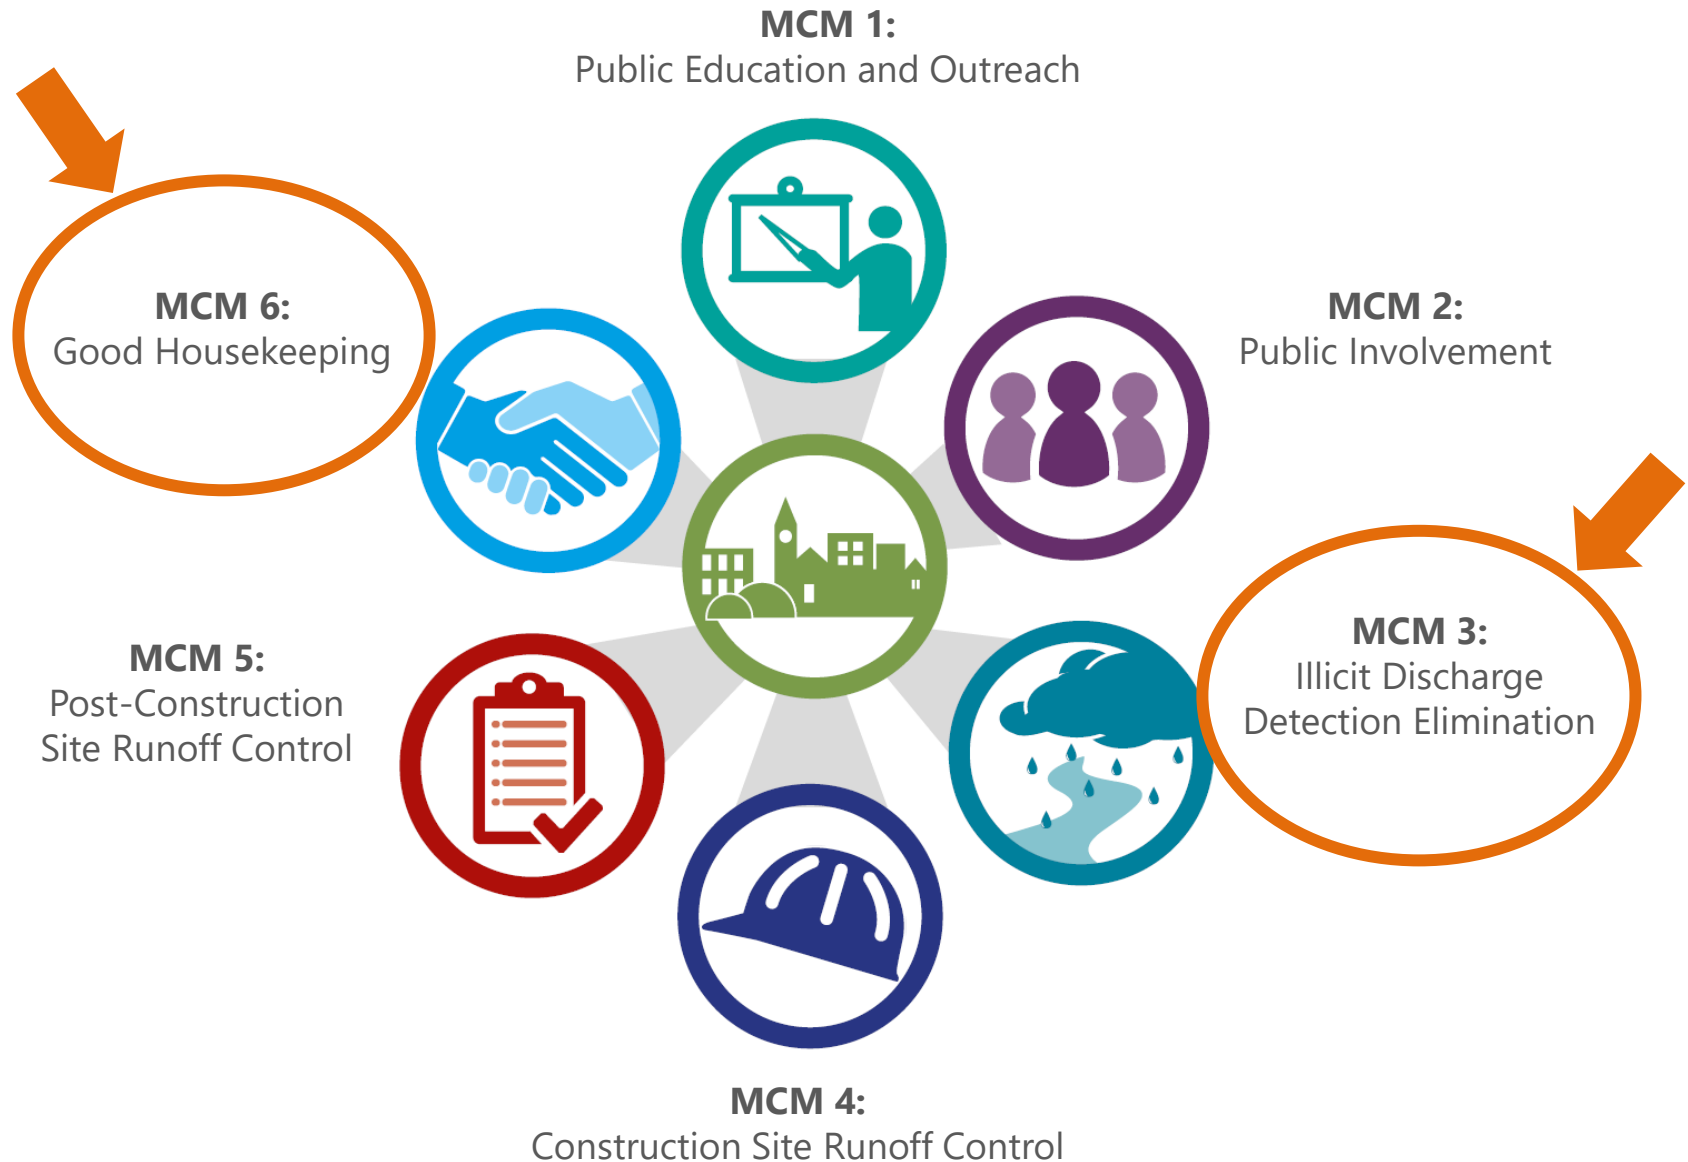 MCM 1:
Public Education and Outreach
MCM 2:
Public Involvement
MCM 3:
Illicit Discharge
Detection Elimination
MCM 4:
Construction Site Runoff Control
MCM 5:
Post-Construction
Site Runoff Control
MCM 6:
Good Housekeeping